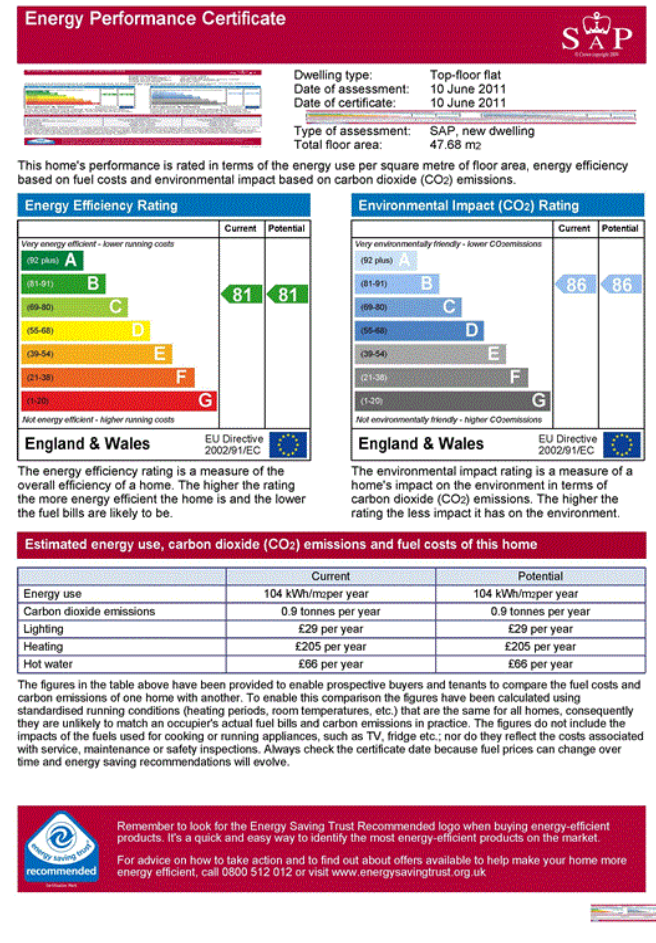 Energy Performance Certificate
SAP
© Crown copyright 2009
Dwelling type: Top-floor flat
Date of assessment: 10 June 2011
Date of certificate: 10 June 2011
Type of assessment: SAP, new dwelling
Total floor area: 47.68 m2
This home's performance is rated in terms of the energy use per square metre of floor area, energy efficiency
based on fuel costs and environmental impact based on carbon dioxide (CO2) emissions.
Energy Efficiency Rating
Current Potential
Very energy efficient - lower running costs
(92 plus) A
(81-91) B
(69-80) C
(55-68) D
(39-54) E
(21-38) F
(1-20) G
81 81
Not energy efficient - higher running costs
England & Wales
EU Directive
2002/91/EC
The energy efficiency rating is a measure of the
overall efficiency of a home. The higher the rating
the more energy efficient the home is and the lower
the fuel bills are likely to be.
Environmental Impact (CO2) Rating
Current Potential
Very environmentally friendly - lower CO2emissions
(92 plus) A
(81-91) B
(69-80) C
(55-68) D
(39-54) E
(21-38) F
(1-20) G
86 86
Not environmentally friendly - higher CO2emissions
England & Wales
EU Directive
2002/91/EC
The environmental impact rating is a measure of a
home's impact on the environment in terms of
carbon dioxide (CO2) emissions. The higher the
rating the less impact it has on the environment.
Estimated energy use, carbon dioxide (CO2) emissions and fuel costs of this home
Current Potential
Energy use 104 kWh/m2per year 104 kWh/m2per year
Carbon dioxide emissions 0.9 tonnes per year 0.9 tonnes per year
Lighting £29 per year £29 per year
Heating £205 per year £205 per year
Hot water £66 per year £66 per year
The figures in the table above have been provided to enable prospective buyers and tenants to compare the fuel costs and
carbon emissions of one home with another. To enable this comparison the figures have been calculated using
standardised running conditions (heating periods, room temperatures, etc.) that are the same for all homes, consequently
they are unlikely to match an occupier's actual fuel bills and carbon emissions in practice. The figures do not include the
impacts of the fuels used for cooking or running appliances, such as TV, fridge etc.; nor do they reflect the costs associated
with service, maintenance or safety inspections. Always check the certificate date because fuel prices can change over
time and energy saving recommendations will evolve.
energy saving trust
recommended
Certification Mark
Remember to look for the Energy Saving Trust Recommended logo when buying energy-efficient
products. It's a quick and easy way to identify the most energy-efficient products on the market.
For advice on how to take action and to find out about offers available to help make your home more
energy efficient, call 0800 512 012 or visit www.energysavingtrust.org.uk